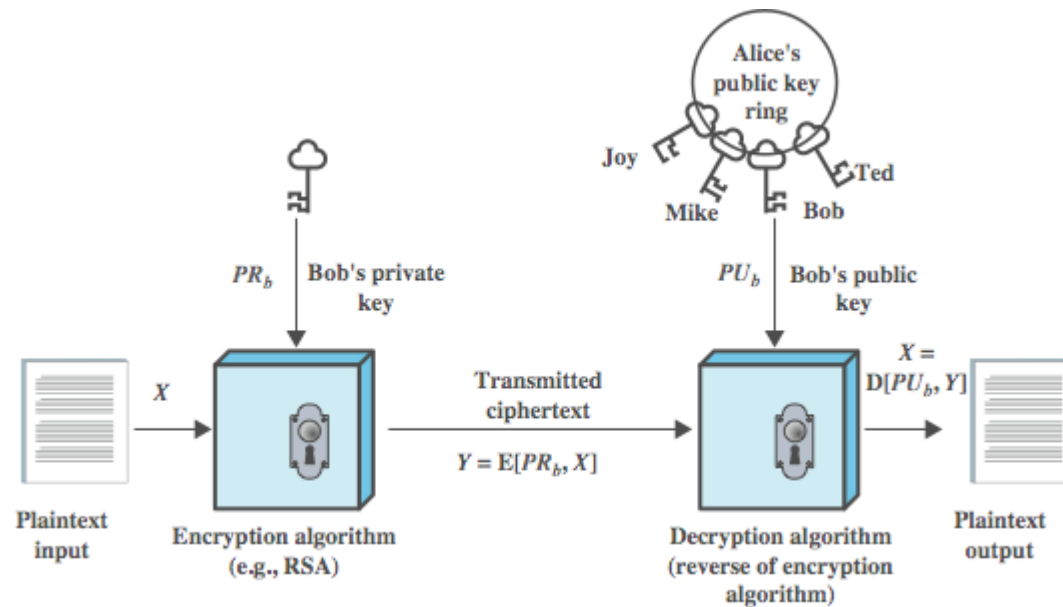 Alice's
public key
ring
Joy
Mike
Bob
Ted
PR_b
Bob's private
key
PU_b
Bob's public
key
X
Transmitted
ciphertext
Y = E[PR_b, X]
X =
D[PU_b, Y]
Plaintext
input
Encryption algorithm
(e.g., RSA)
Decryption algorithm
(reverse of encryption
algorithm)
Plaintext
output